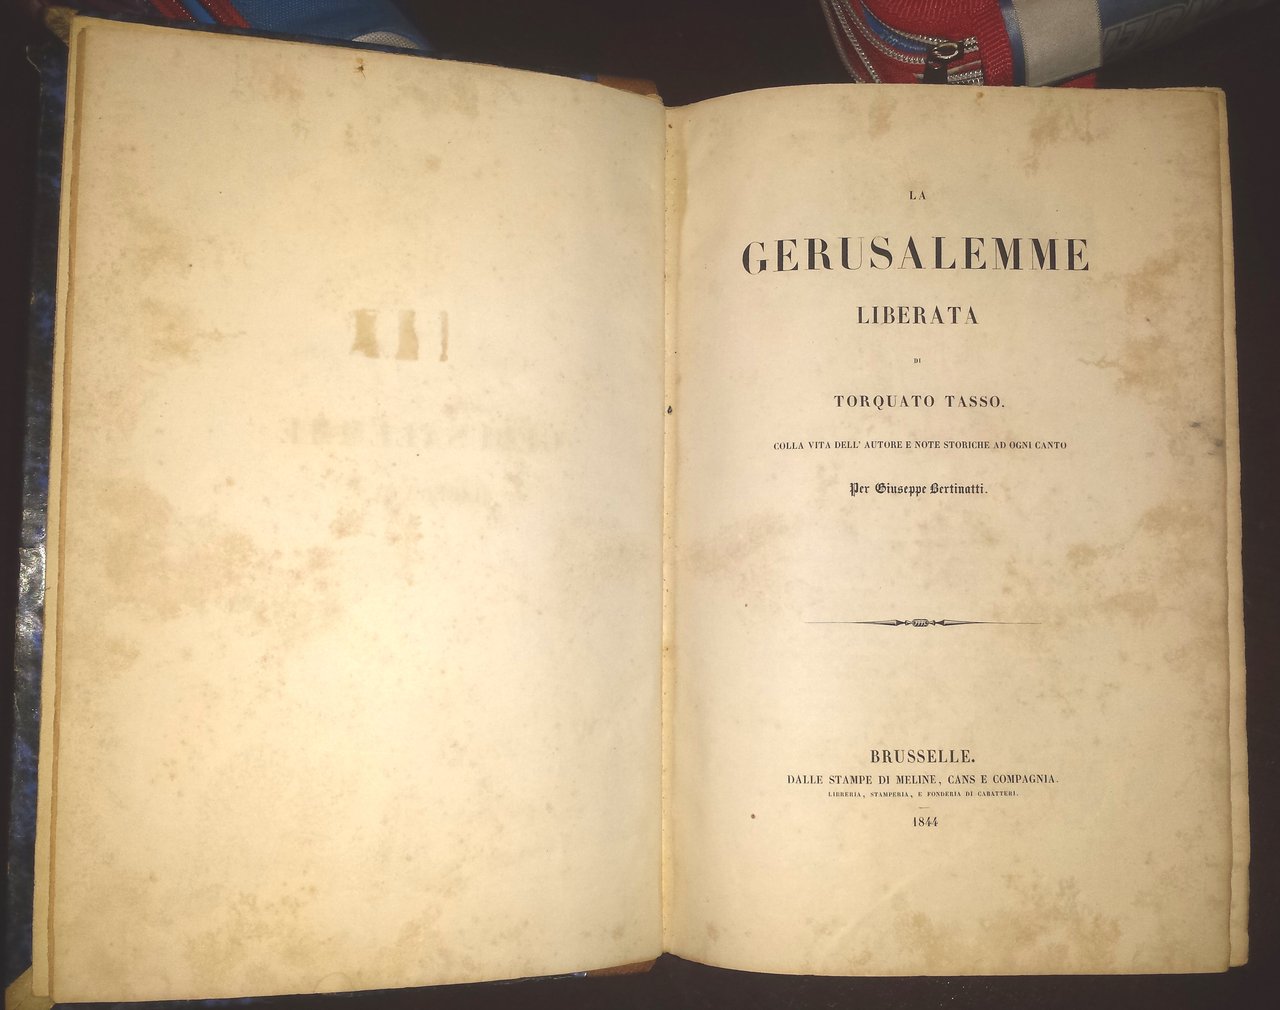 LA
GERUSALEMME
LIBERATA
DI
TORQUATO TASSO.
COLLA VITA DELL' AUTORE E NOTE STORICHE AD OGNI CANTO
Per Giuseppe Bertinatti.
BRUSSELLE.
DALLE STAMPE DI MELINE, CANS E COMPAGNIA.
LIBRERIA, STAMPERIA, E FONDERIA DI CARATTERI.
1844